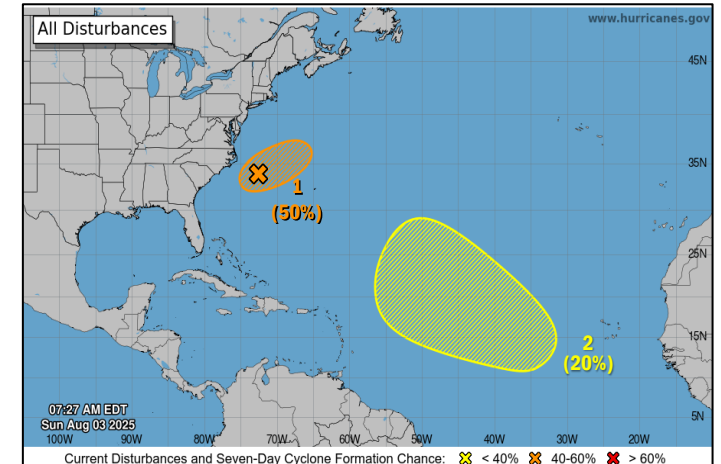 www.hurricanes.gov
All Disturbances
45N
35N
1
(50%)
25N
2
(20%)
15N
07:27 AM EDT
Sun Aug 03 2025
5N
100W 90W 80W 70W 60W 50W 40W 30W 20W
Current Disturbances and Seven-Day Cyclone Formation Chance: < 40% 40-60% > 60%